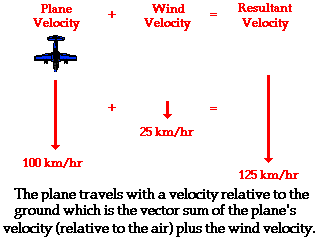 Plane Velocity + Wind Velocity = Resultant Velocity
+ =
25 km/hr
100 km/hr
125 km/hr
The plane travels with a velocity relative to the
ground which is the vector sum of the plane's
velocity (relative to the air) plus the wind velocity.